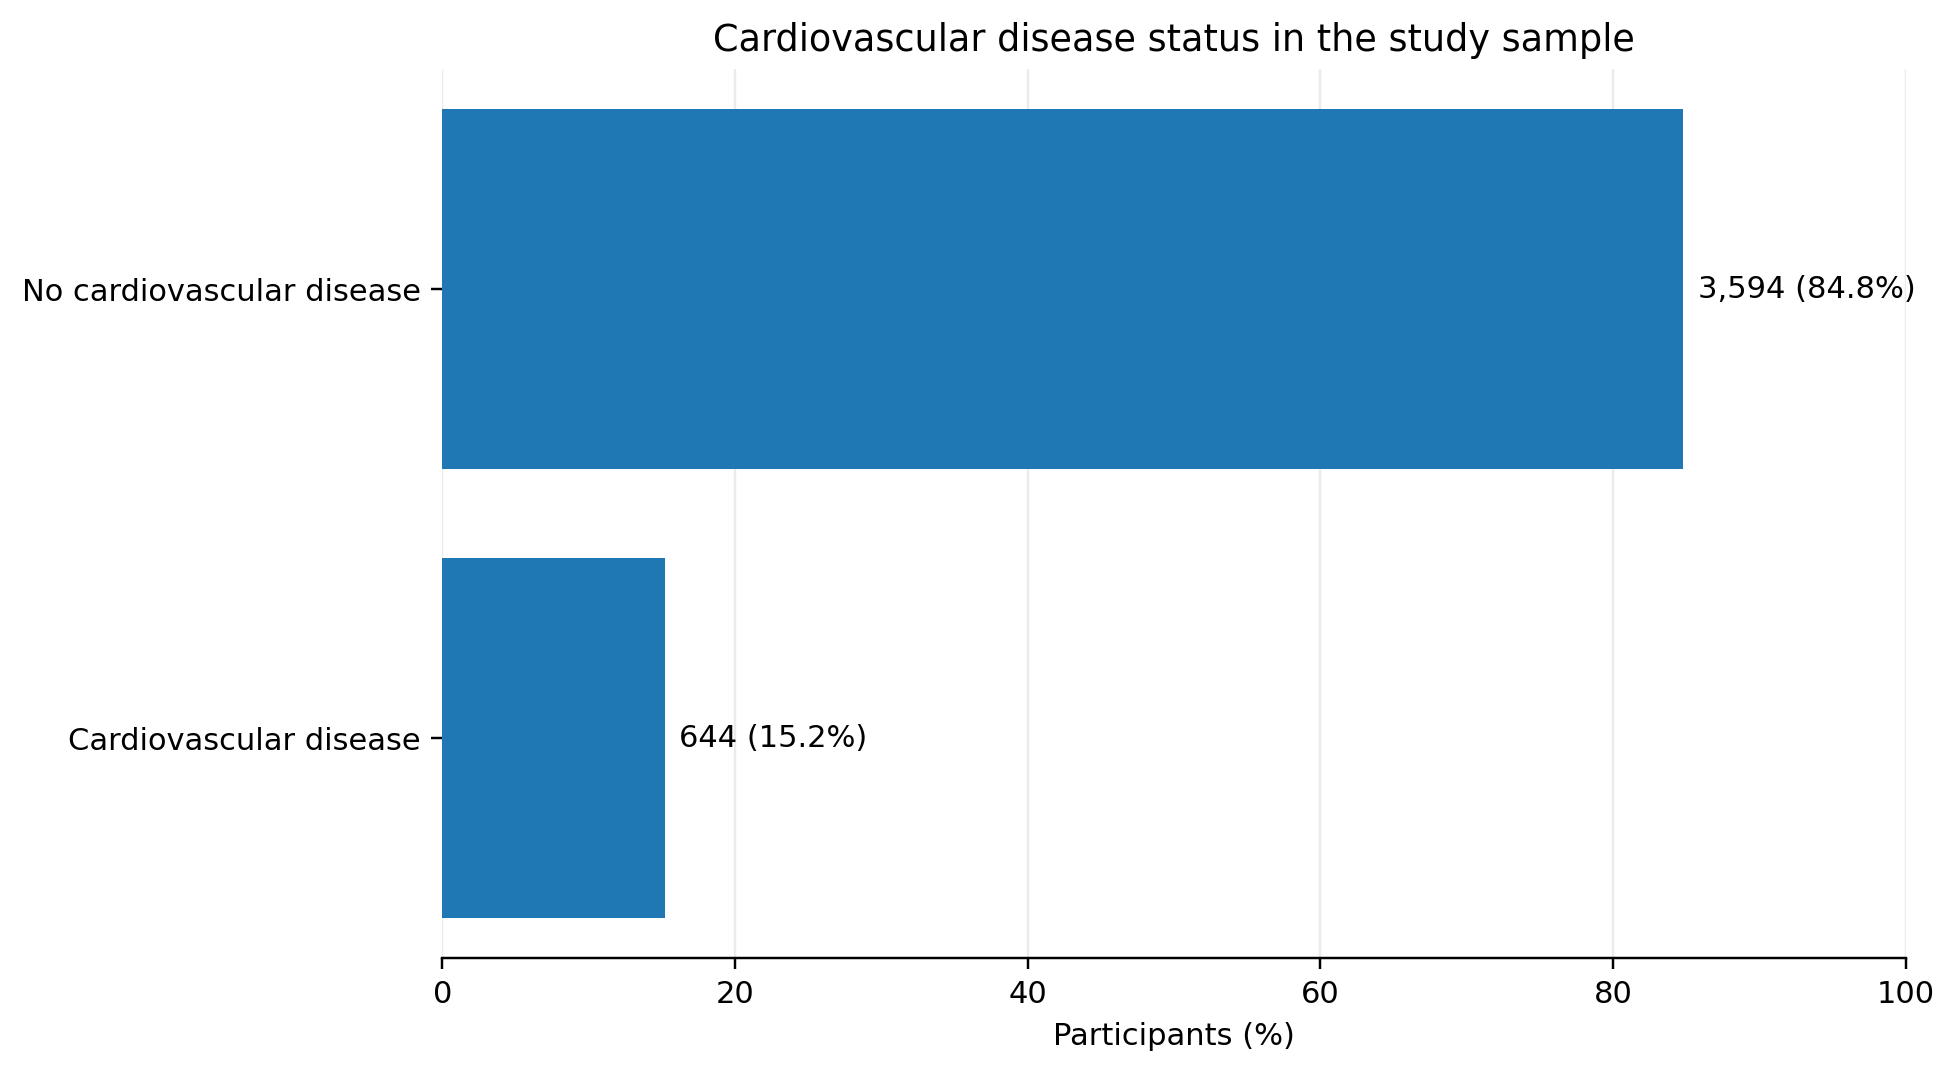 Cardiovascular disease status in the study sample
No cardiovascular disease
3,594 (84.8%)
Cardiovascular disease
644 (15.2%)
0 20 40 60 80 100
Participants (%)